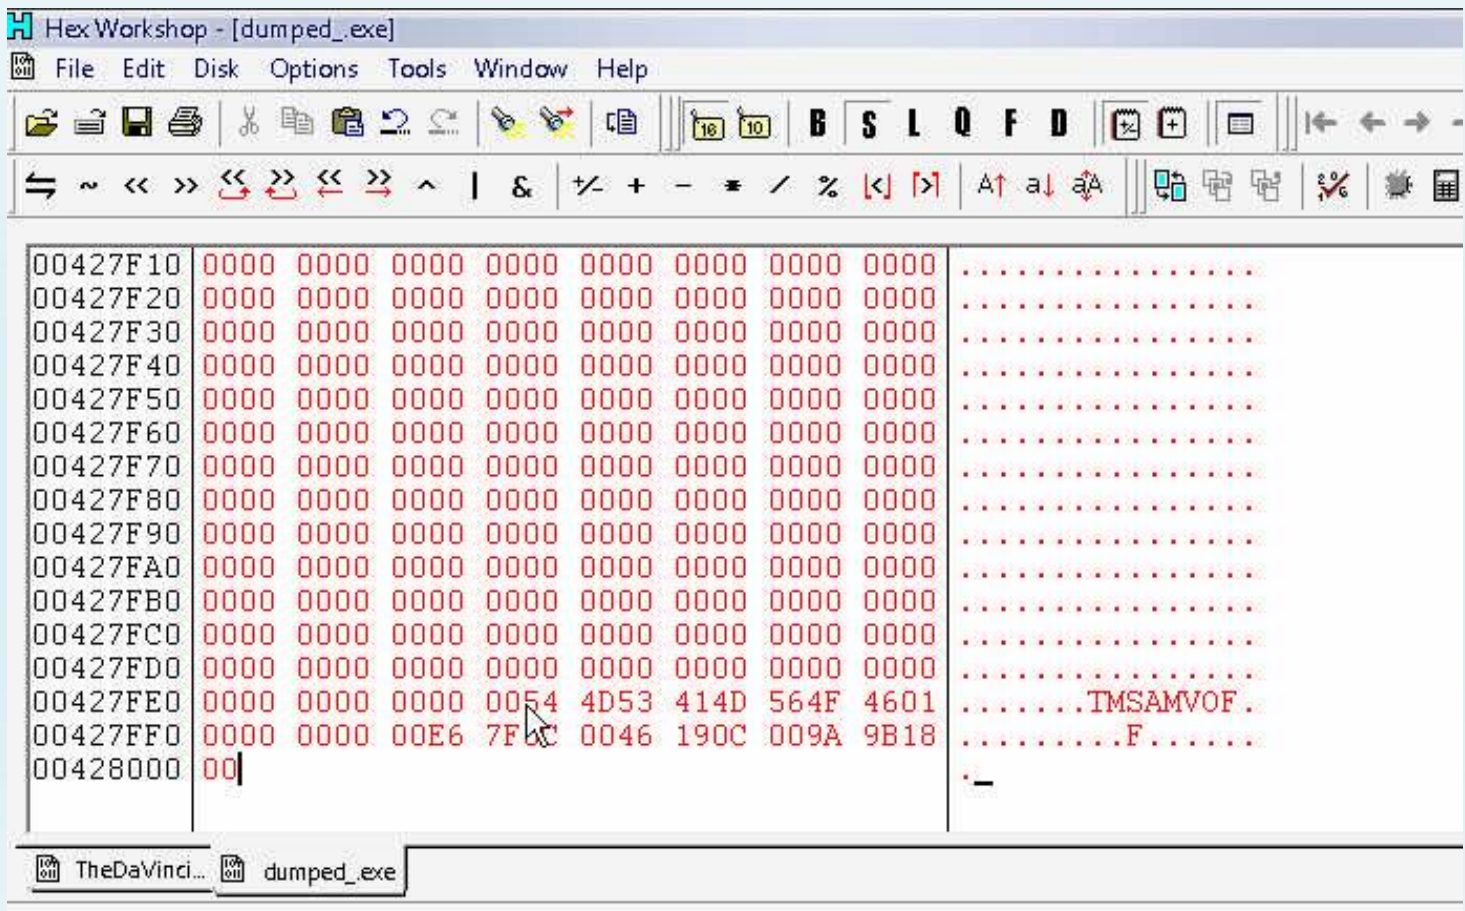 Hex Workshop - [dumped_.exe]
File Edit Disk Options Tools Window Help
16 10 B S L Q F D
~ << >> << >> << >> ^ | & +/- + - * / % [<] [>] A↑ a↓ aA
00427F10 0000 0000 0000 0000 0000 0000 0000 0000 ................
00427F20 0000 0000 0000 0000 0000 0000 0000 0000 ................
00427F30 0000 0000 0000 0000 0000 0000 0000 0000 ................
00427F40 0000 0000 0000 0000 0000 0000 0000 0000 ................
00427F50 0000 0000 0000 0000 0000 0000 0000 0000 ................
00427F60 0000 0000 0000 0000 0000 0000 0000 0000 ................
00427F70 0000 0000 0000 0000 0000 0000 0000 0000 ................
00427F80 0000 0000 0000 0000 0000 0000 0000 0000 ................
00427F90 0000 0000 0000 0000 0000 0000 0000 0000 ................
00427FA0 0000 0000 0000 0000 0000 0000 0000 0000 ................
00427FB0 0000 0000 0000 0000 0000 0000 0000 0000 ................
00427FC0 0000 0000 0000 0000 0000 0000 0000 0000 ................
00427FD0 0000 0000 0000 0000 0000 0000 0000 0000 ................
00427FE0 0000 0000 0000 0054 4D53 414D 564F 4601 .......TMSAMVOF.
00427FF0 0000 0000 00E6 0046 190C 009A 9B18 .........F......
00428000 00 .
TheDaVinci... dumped_.exe